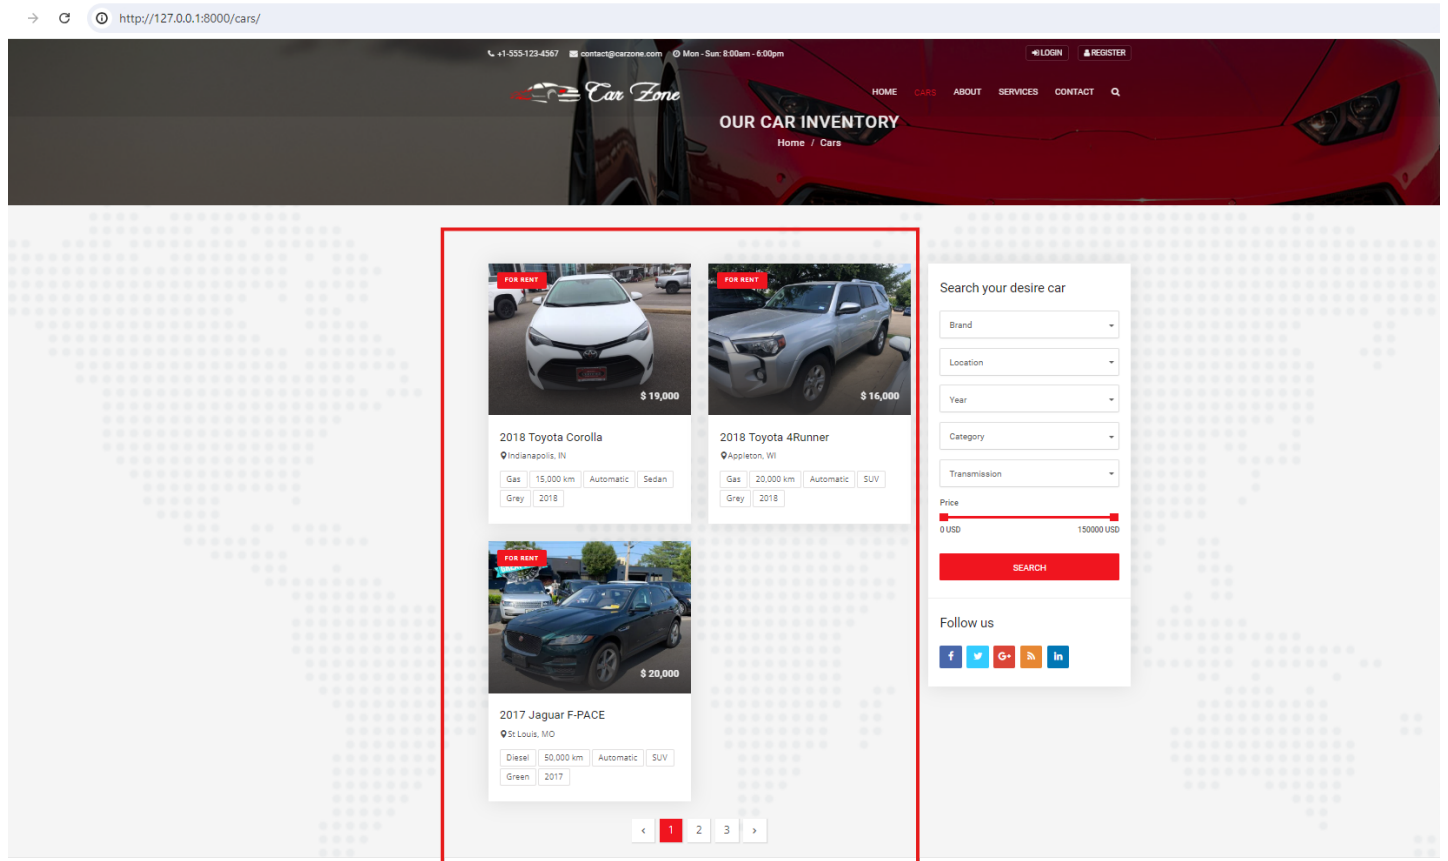 http://127.0.0.1:8000/cars/
+1-555-123-4567 contact@carzone.com Mon - Sun: 8:00am - 6:00pm LOGIN REGISTER
Car Zone
HOME CARS ABOUT SERVICES CONTACT
OUR CAR INVENTORY
Home / Cars
FOR RENT
$ 19,000
2018 Toyota Corolla
Indianapolis, IN
Gas 15,000 km Automatic Sedan
Grey 2018
FOR RENT
$ 16,000
2018 Toyota 4Runner
Appleton, WI
Gas 20,000 km Automatic SUV
Grey 2018
FOR RENT
$ 20,000
2017 Jaguar F-PACE
St Louis, MO
Diesel 50,000 km Automatic SUV
Green 2017
‹ 1 2 3 ›
Search your desire car
Brand
Location
Year
Category
Transmission
Price
0 USD 150000 USD
SEARCH
Follow us